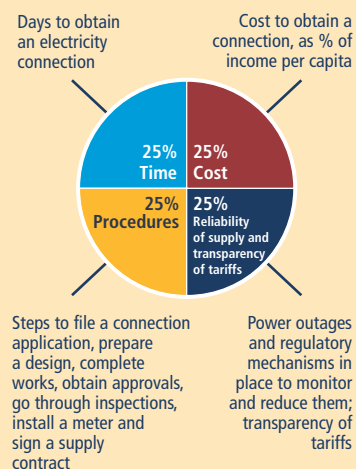 Days to obtain
an electricity
connection
Cost to obtain a
connection, as % of
income per capita
25%
Time
25%
Cost
25%
Procedures
25%
Reliability
of supply and
transparency
of tariffs
Steps to file a connection
application, prepare
a design, complete
works, obtain approvals,
go through inspections,
install a meter and
sign a supply
contract
Power outages
and regulatory
mechanisms in
place to monitor
and reduce them;
transparency of
tariffs